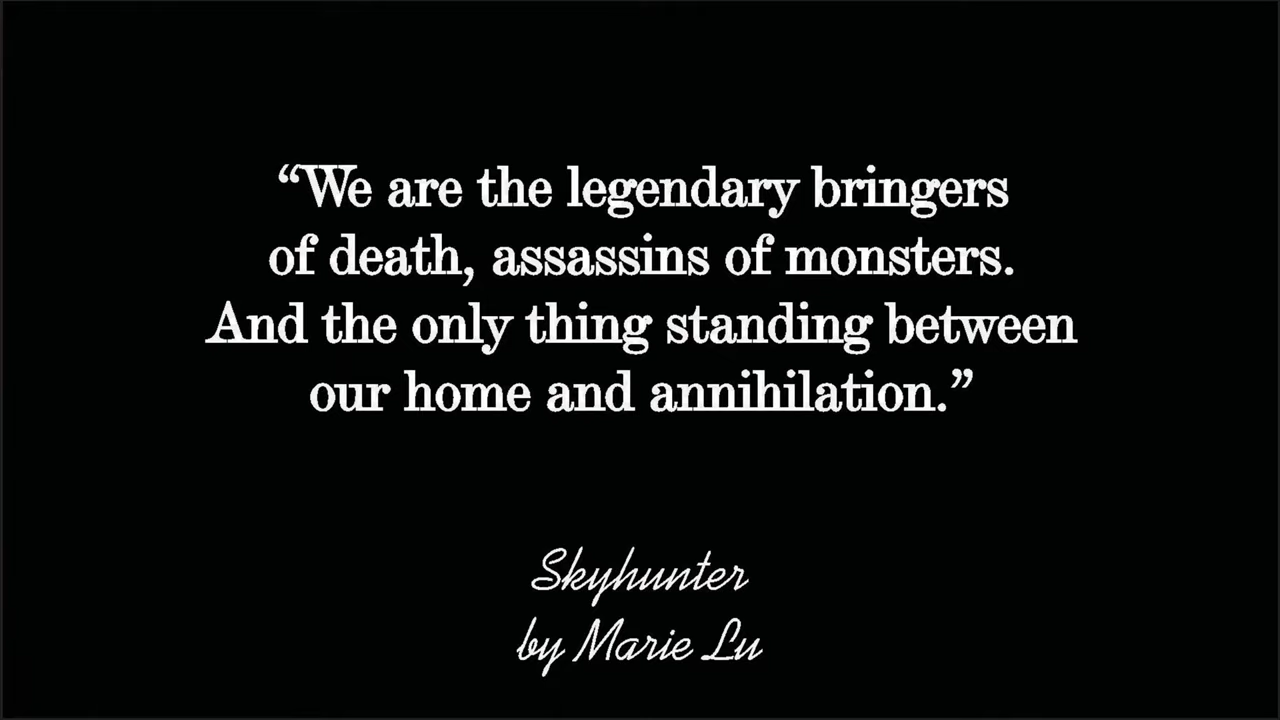 “We are the legendary bringers
of death, assassins of monsters.
And the only thing standing between
our home and annihilation.”
Skyhunter
by Marie Lu